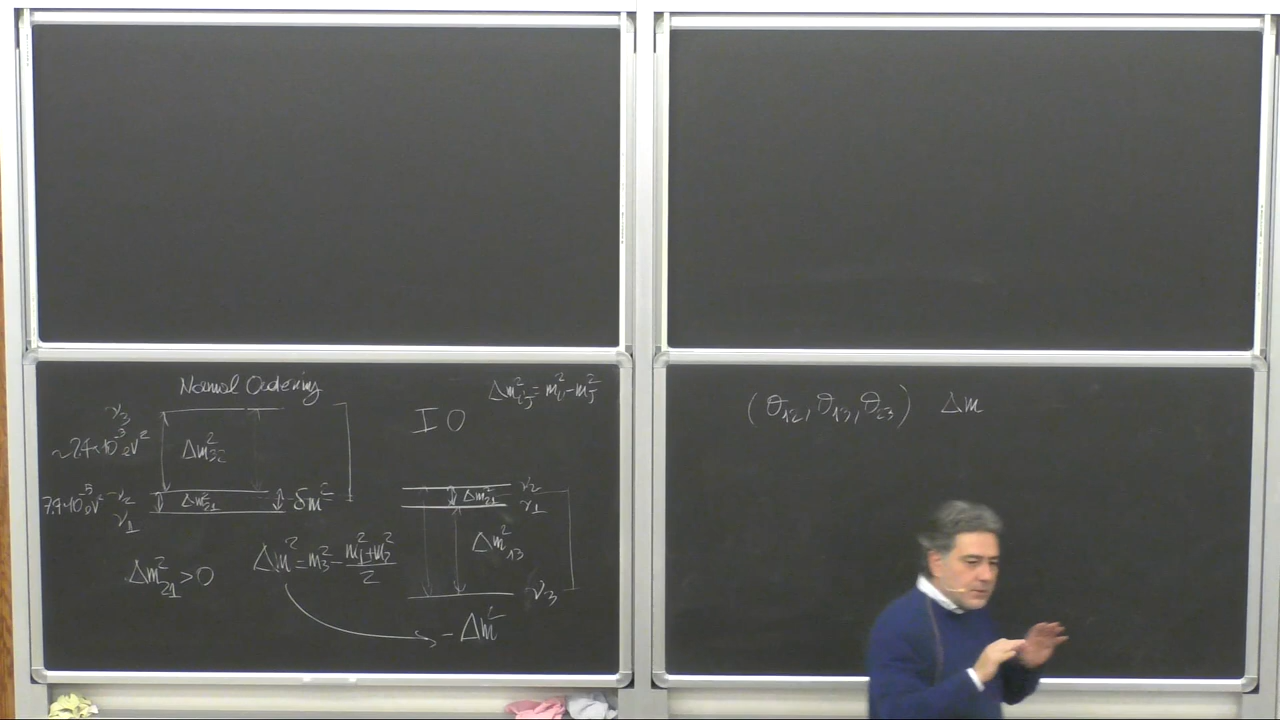 Normal Ordering
Δm²ᵢⱼ = m²ᵢ - m²ⱼ
ν₃
I O
~2.4×10⁻³ eV²
Δm²₃₂
ν₂
ν₂
Δm²₂₁
7.9·10⁻⁵ eV²
Δm²₂₁
δm²
ν₁
ν₁
Δm²₁₃
Δm² = m²₃ - (m²₁+m²₂)/2
Δm²₂₁ > 0
ν₃
-Δm²
(θ₁₂, θ₁₃, θ₂₃) Δm